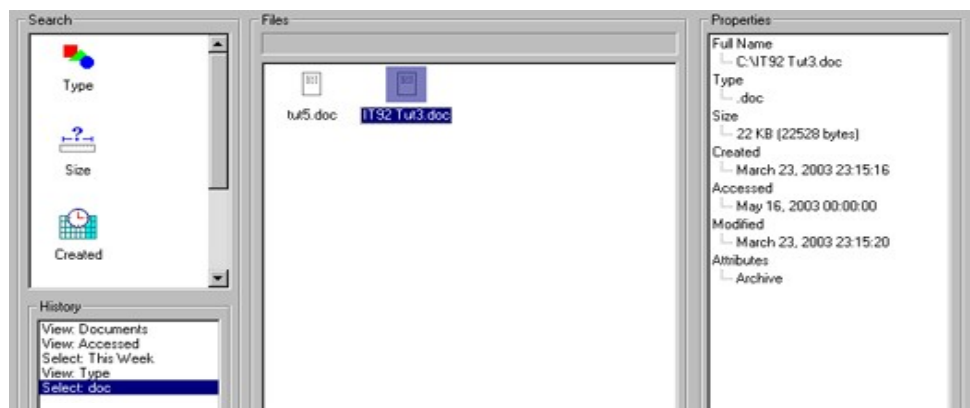 Search
Type
Size
Created
History
View: Documents
View: Accessed
Select: This Week
View: Type
Select: doc
Files
tut5.doc
IT92 Tut3.doc
Properties
Full Name
C:\IT92 Tut3.doc
Type
.doc
Size
22 KB (22528 bytes)
Created
March 23, 2003 23:15:16
Accessed
May 16, 2003 00:00:00
Modified
March 23, 2003 23:15:20
Attributes
Archive